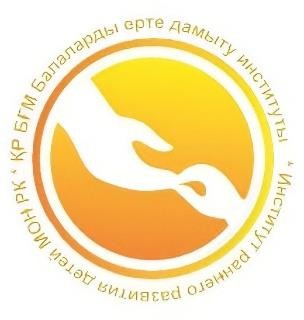 ҚР БҒМ Балаларды ерте дамыту институты
* Институт раннего развития детей МОН РК *